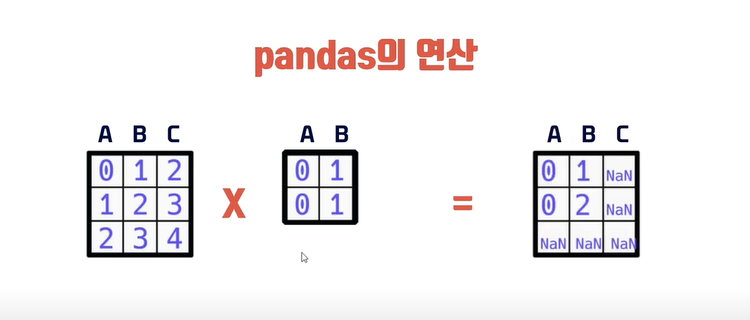 pandas의 연산
A B C A B A B C
0 1 2 0 1 0 1 NaN
1 2 3 X 0 1 = 0 2 NaN
2 3 4 NaN NaN NaN